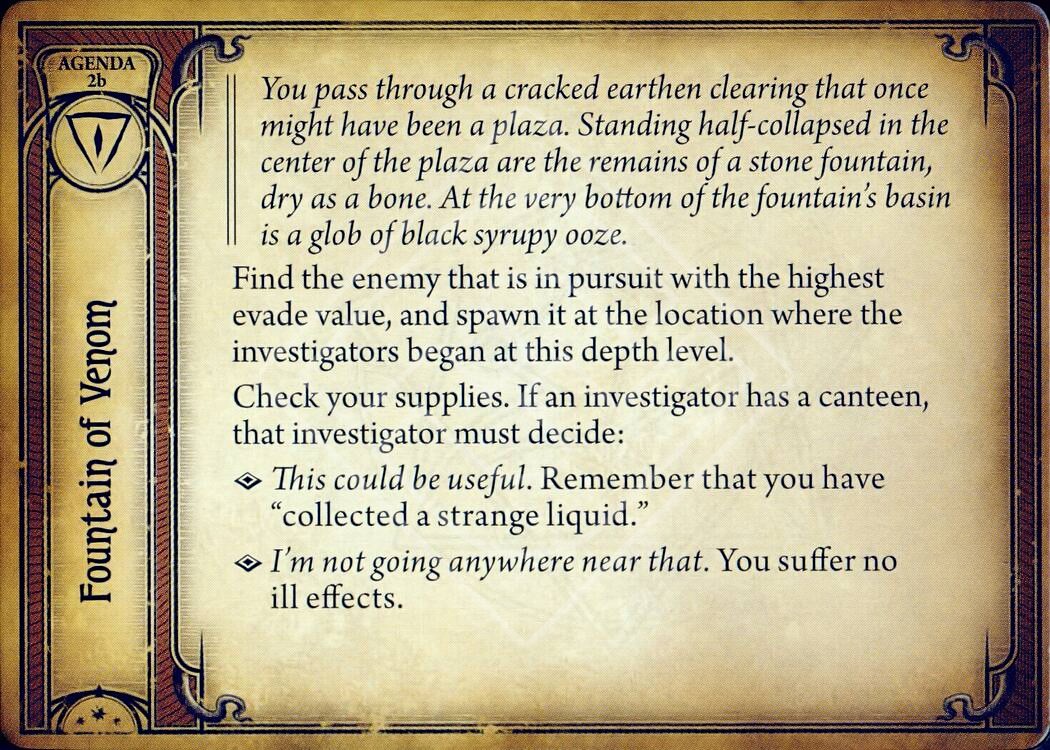 AGENDA
2b
Fountain of Venom
You pass through a cracked earthen clearing that once
might have been a plaza. Standing half-collapsed in the
center of the plaza are the remains of a stone fountain,
dry as a bone. At the very bottom of the fountain’s basin
is a glob of black syrupy ooze.
Find the enemy that is in pursuit with the highest
evade value, and spawn it at the location where the
investigators began at this depth level.
Check your supplies. If an investigator has a canteen,
that investigator must decide:
This could be useful. Remember that you have
“collected a strange liquid.”
I’m not going anywhere near that. You suffer no
ill effects.